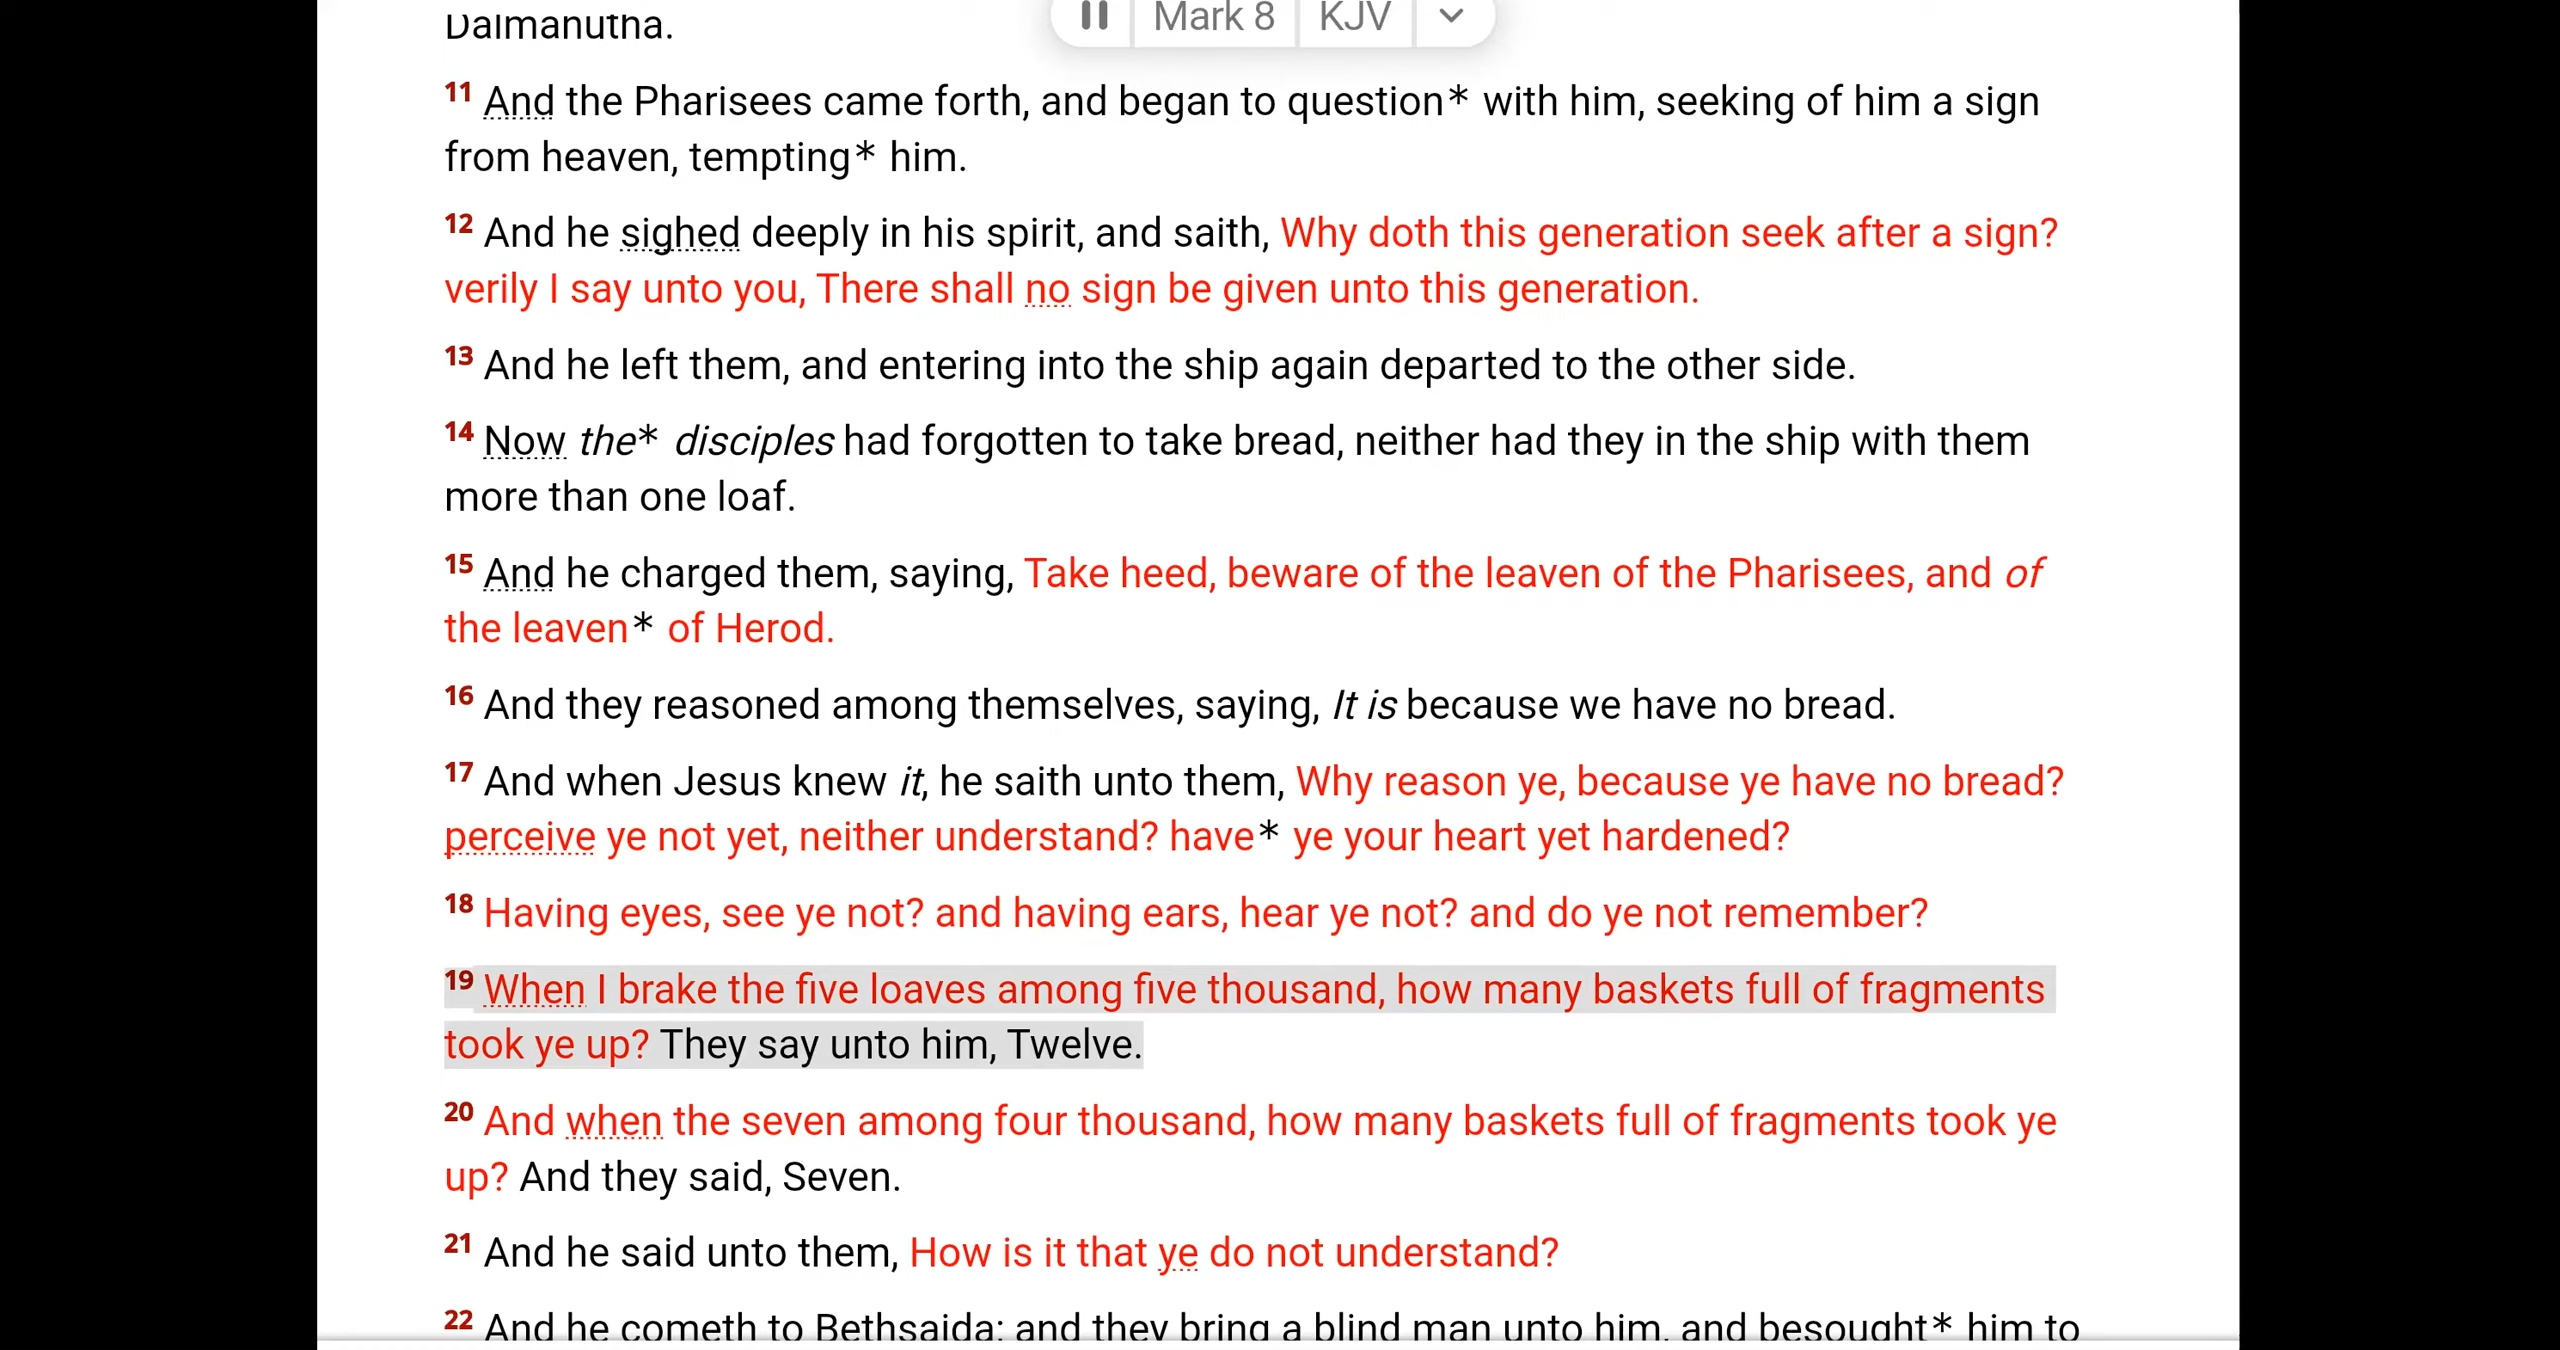 Dalmanutha.
Mark 8 KJV
11 And the Pharisees came forth, and began to question* with him, seeking of him a sign
from heaven, tempting* him.
12 And he sighed deeply in his spirit, and saith, Why doth this generation seek after a sign?
verily I say unto you, There shall no sign be given unto this generation.
13 And he left them, and entering into the ship again departed to the other side.
14 Now the* disciples had forgotten to take bread, neither had they in the ship with them
more than one loaf.
15 And he charged them, saying, Take heed, beware of the leaven of the Pharisees, and of
the leaven* of Herod.
16 And they reasoned among themselves, saying, It is because we have no bread.
17 And when Jesus knew it, he saith unto them, Why reason ye, because ye have no bread?
perceive ye not yet, neither understand? have* ye your heart yet hardened?
18 Having eyes, see ye not? and having ears, hear ye not? and do ye not remember?
19 When I brake the five loaves among five thousand, how many baskets full of fragments
took ye up? They say unto him, Twelve.
20 And when the seven among four thousand, how many baskets full of fragments took ye
up? And they said, Seven.
21 And he said unto them, How is it that ye do not understand?
22 And he cometh to Bethsaida; and they bring a blind man unto him, and besought* him to